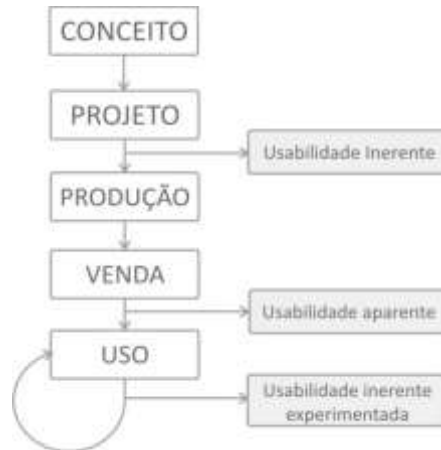 CONCEITO
PROJETO
Usabilidade Inerente
PRODUÇÃO
VENDA
Usabilidade aparente
USO
Usabilidade inerente
experimentada